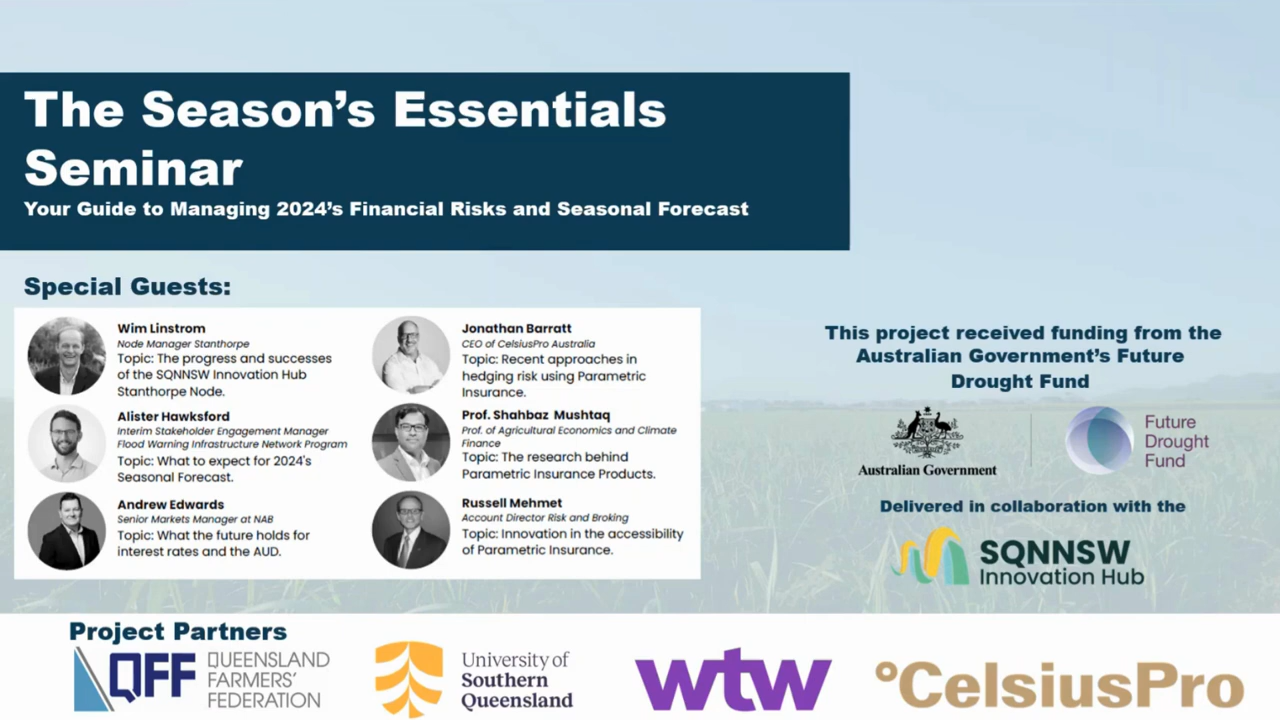 The Season's Essentials
Seminar
Your Guide to Managing 2024's Financial Risks and Seasonal Forecast
Special Guests:
Wim Linstrom
Node Manager Stanthorpe
Topic: The progress and successes
of the SQNNSW Innovation Hub
Stanthorpe Node.
Alister Hawksford
Interim Stakeholder Engagement Manager
Flood Warning Infrastructure Network Program
Topic: What to expect for 2024's
Seasonal Forecast.
Andrew Edwards
Senior Markets Manager at NAB
Topic: What the future holds for
interest rates and the AUD.
Jonathan Barratt
CEO of CelsiusPro Australia
Topic: Recent approaches in
hedging risk using Parametric
Insurance.
Prof. Shahbaz Mushtaq
Prof. of Agricultural Economics and Climate
Finance
Topic: The research behind
Parametric Insurance Products.
Russell Mehmet
Account Director Risk and Broking
Topic: Innovation in the accessibility
of Parametric Insurance.
This project received funding from the
Australian Government's Future
Drought Fund
Australian Government
Future
Drought
Fund
Delivered in collaboration with the
SQNNSW
Innovation Hub
Project Partners
QFF
QUEENSLAND
FARMERS'
FEDERATION
University of
Southern
Queensland
wtw
°CelsiusPro